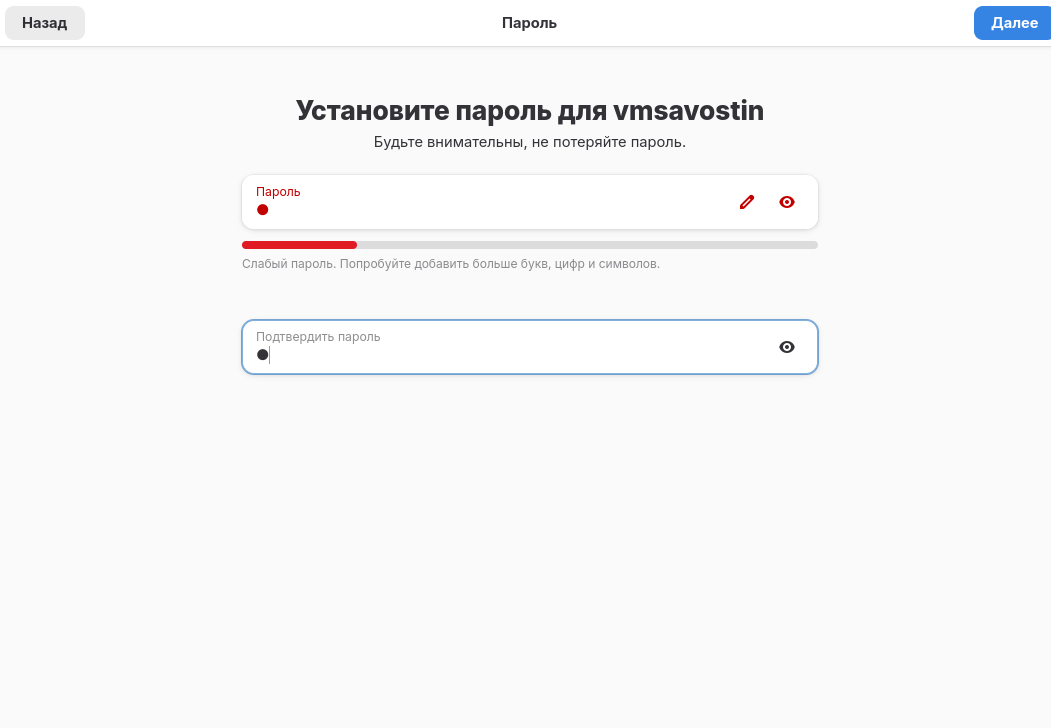 Назад
Пароль
Далее
Установите пароль для vmsavostin
Будьте внимательны, не потеряйте пароль.
Пароль
●
Слабый пароль. Попробуйте добавить больше букв, цифр и символов.
Подтвердить пароль
●